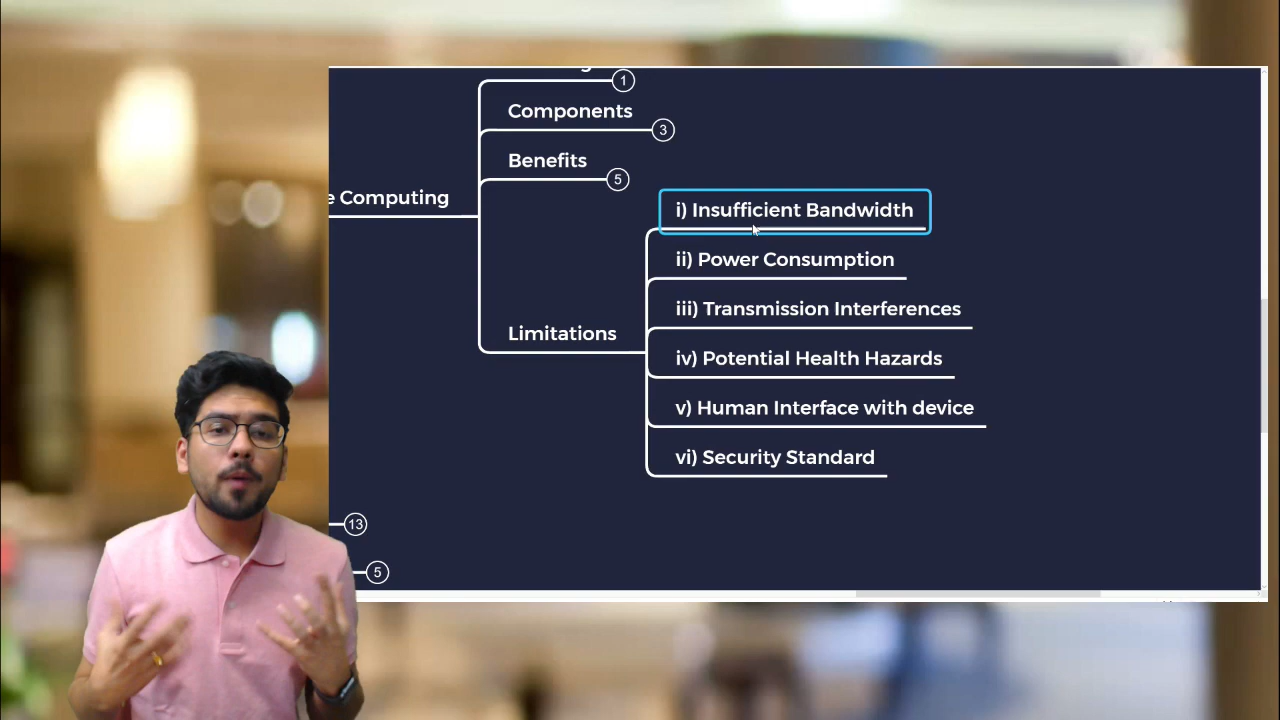 1
Components
3
Benefits
5
e Computing
i) Insufficient Bandwidth
ii) Power Consumption
iii) Transmission Interferences
Limitations
iv) Potential Health Hazards
v) Human Interface with device
vi) Security Standard
13
5